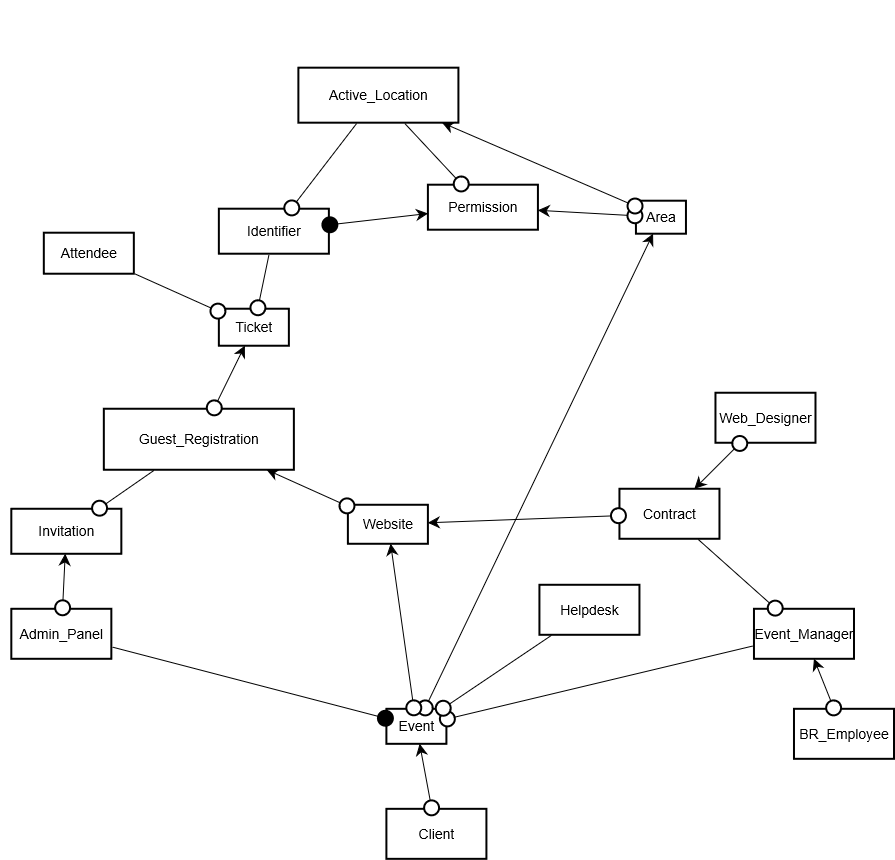 Active_Location
Permission
Area
Identifier
Attendee
Ticket
Web_Designer
Guest_Registration
Contract
Website
Invitation
Helpdesk
Admin_Panel
Event_Manager
Event
BR_Employee
Client